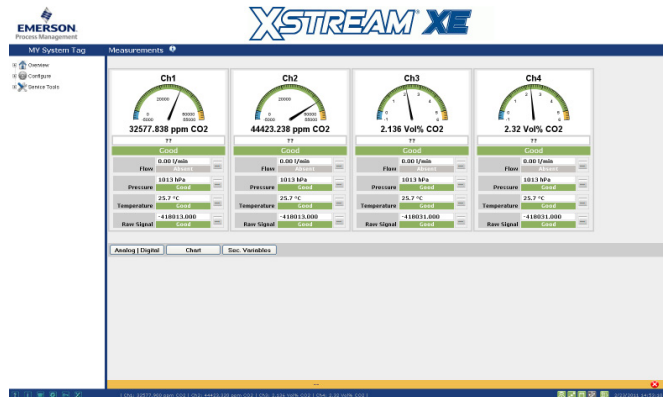 EMERSON
Process Management
XSTREAM XE
MY System Tag
Measurements
Overview
Configure
Service Tools
Ch1
20000
32577.838 ppm CO2
??
Good
0.00 l/min
Flow Absent
1013 hPa
Pressure Good
25.7 °C
Temperature Good
-418013.000
Raw Signal Good
Ch2
20000
44423.238 ppm CO2
??
Good
0.00 l/min
Flow Absent
1013 hPa
Pressure Good
25.7 °C
Temperature Good
-418013.000
Raw Signal Good
Ch3
2.136 Vol% CO2
??
Good
0.00 l/min
Flow Absent
1013 hPa
Pressure Good
25.7 °C
Temperature Good
-418031.000
Raw Signal Good
Ch4
2.32 Vol% CO2
??
Good
0.00 l/min
Flow Absent
1013 hPa
Pressure Good
25.7 °C
Temperature Good
-418031.000
Raw Signal Good
Analog | Digital
Chart
Sec. Variables